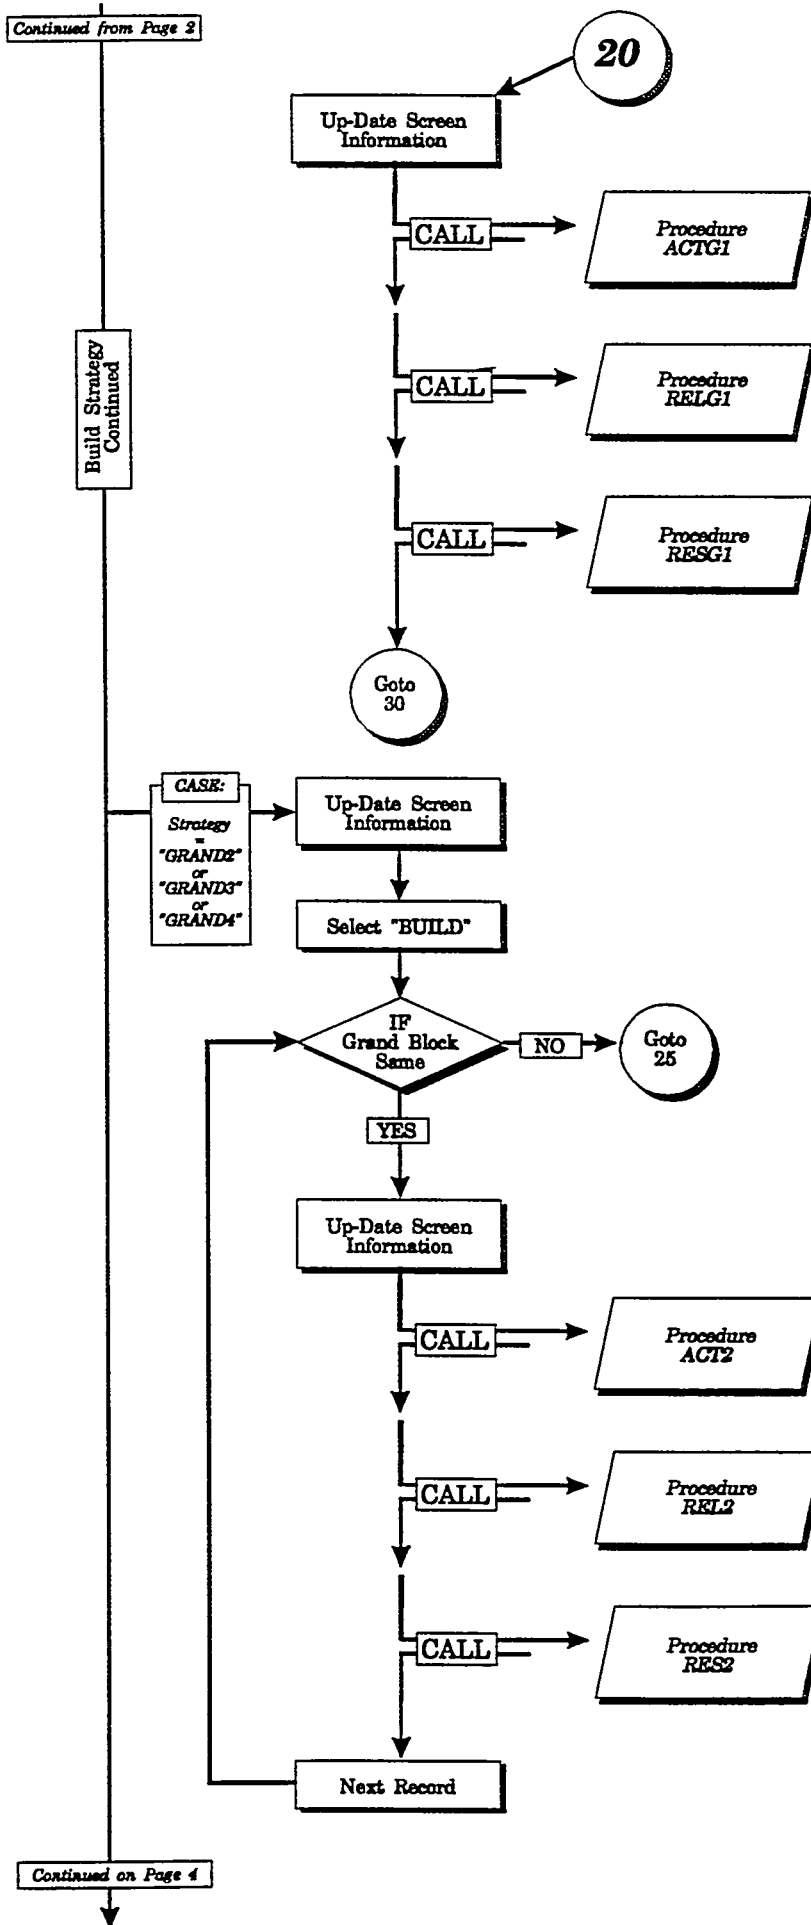 Continued from Page 2
20
Up-Date Screen
Information
CALL
Procedure
ACTG1
Build Strategy
Continued
CALL
Procedure
RELG1
CALL
Procedure
RESG1
Goto
30
CASE:
Strategy
=
"GRAND2"
or
"GRAND3"
or
"GRAND4"
Up-Date Screen
Information
Select "BUILD"
IF
Grand Block
Same
NO
Goto
25
YES
Up-Date Screen
Information
CALL
Procedure
ACT2
CALL
Procedure
REL2
CALL
Procedure
RES2
Next Record
Continued on Page 4